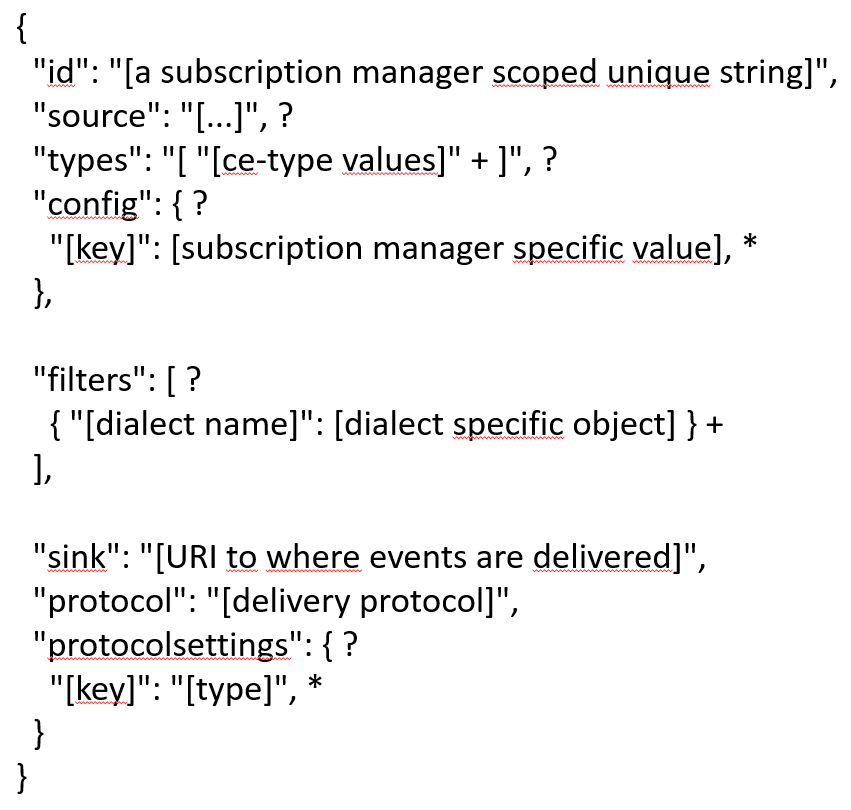 {
"id": "[a subscription manager scoped unique string]",
"source": "[...]", ?
"types": "[ "[ce-type values]" + ]", ?
"config": { ?
"[key]": [subscription manager specific value], *
},
"filters": [ ?
{ "[dialect name]": [dialect specific object] } +
],
"sink": "[URI to where events are delivered]",
"protocol": "[delivery protocol]",
"protocolsettings": { ?
"[key]": "[type]", *
}
}